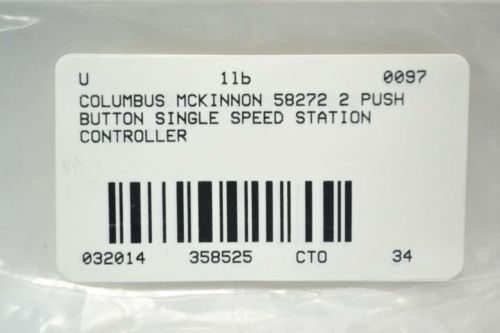 U 1lb 0097
COLUMBUS MCKINNON 58272 2 PUSH
BUTTON SINGLE SPEED STATION
CONTROLLER
032014 358525 CTO 34